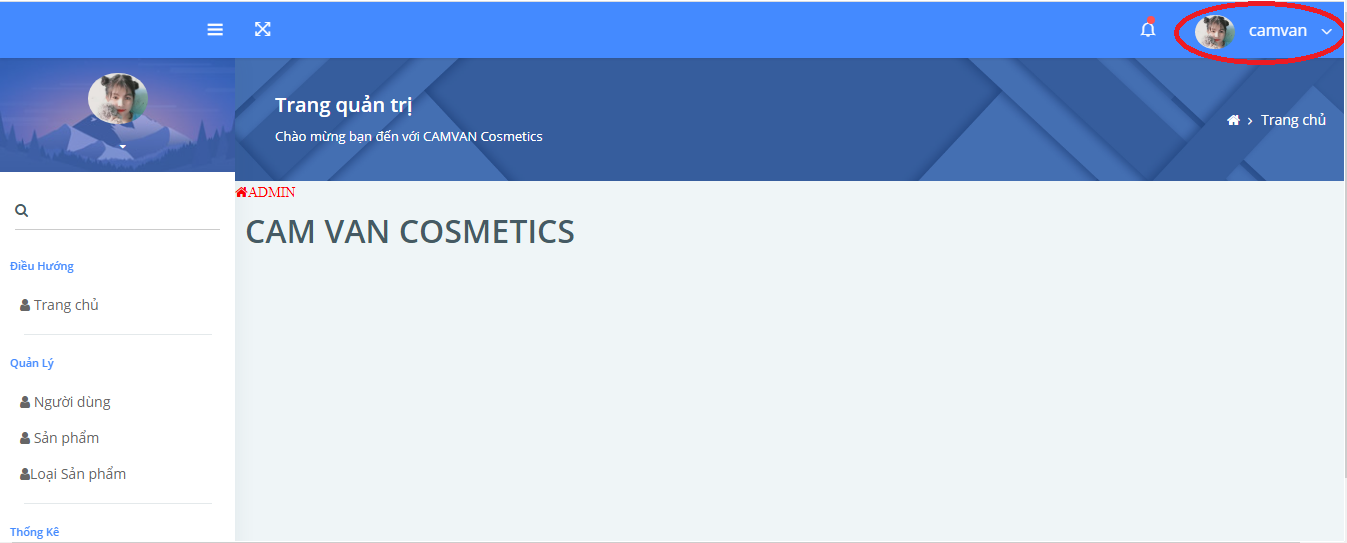 camvan
Trang quản trị
Chào mừng bạn đến với CAMVAN Cosmetics
Trang chủ
ADMIN
CAM VAN COSMETICS
Điều Hướng
Trang chủ
Quản Lý
Người dùng
Sản phẩm
Loại Sản phẩm
Thống Kê